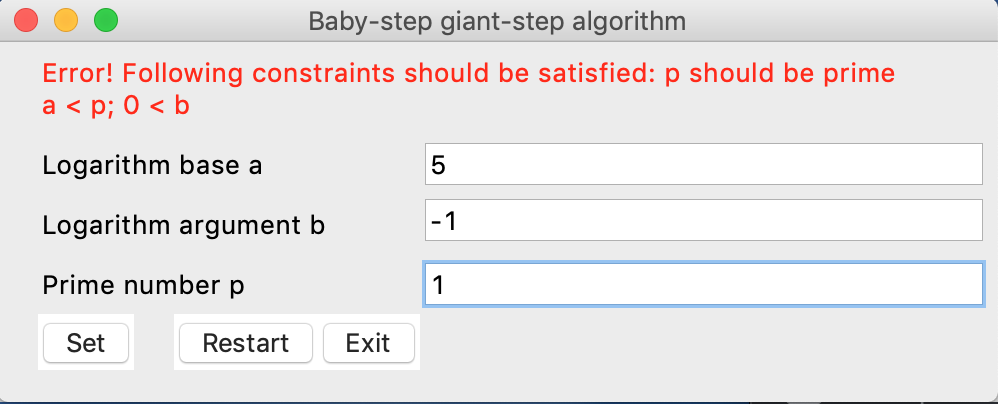 Baby-step giant-step algorithm
Error! Following constraints should be satisfied: p should be prime
a < p; 0 < b
Logarithm base a 5
Logarithm argument b -1
Prime number p 1
Set Restart Exit